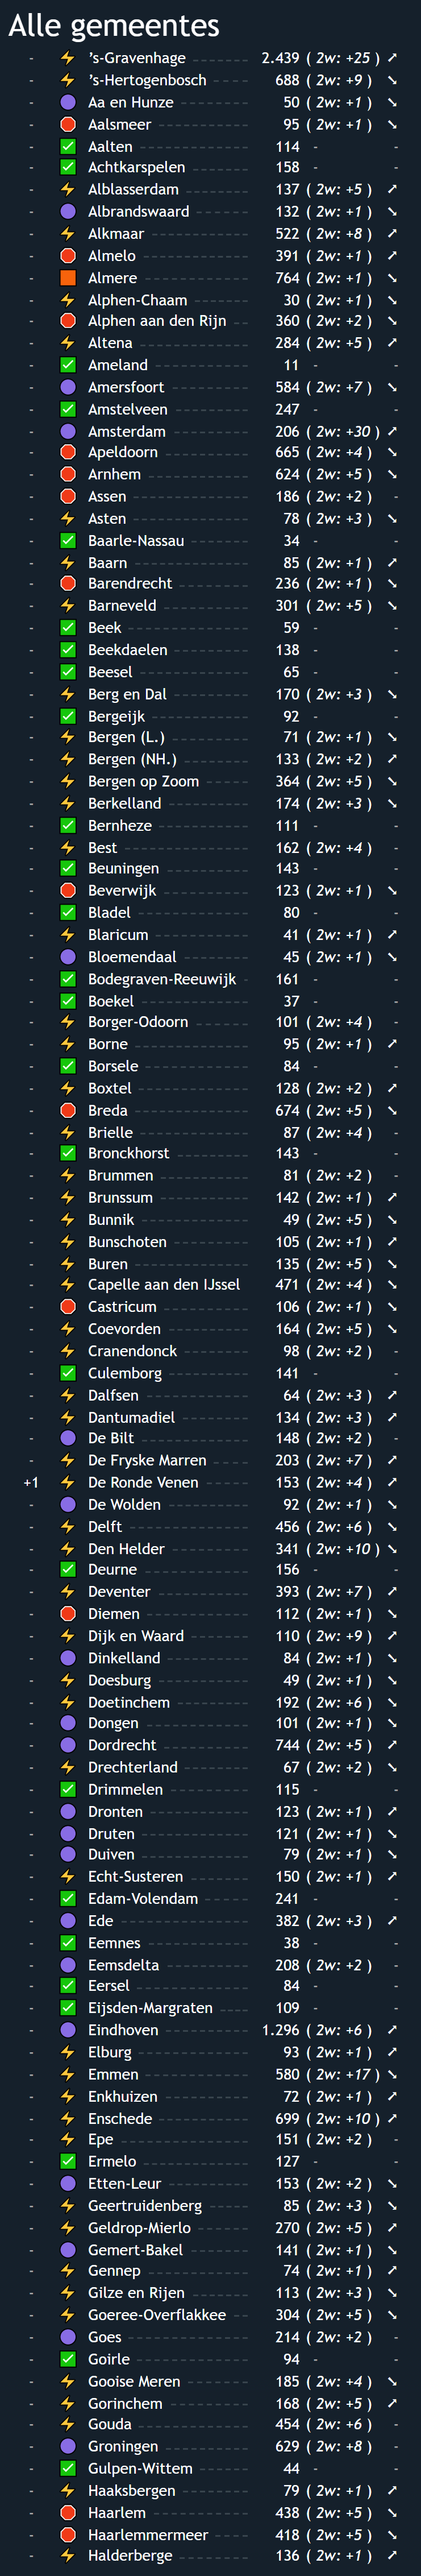 Alle gemeentes
- ’s-Gravenhage 2.439 ( 2w: +25 ) ➚
- ’s-Hertogenbosch 688 ( 2w: +9 ) ➘
- Aa en Hunze 50 ( 2w: +1 ) ➘
- Aalsmeer 95 ( 2w: +1 ) ➘
- Aalten 114 - -
- Achtkarspelen 158 - -
- Alblasserdam 137 ( 2w: +5 ) ➚
- Albrandswaard 132 ( 2w: +1 ) ➘
- Alkmaar 522 ( 2w: +8 ) ➚
- Almelo 391 ( 2w: +1 ) ➚
- Almere 764 ( 2w: +1 ) ➘
- Alphen-Chaam 30 ( 2w: +1 ) ➘
- Alphen aan den Rijn 360 ( 2w: +2 ) ➘
- Altena 284 ( 2w: +5 ) ➚
- Ameland 11 - -
- Amersfoort 584 ( 2w: +7 ) ➘
- Amstelveen 247 - -
- Amsterdam 206 ( 2w: +30 ) ➚
- Apeldoorn 665 ( 2w: +4 ) ➘
- Arnhem 624 ( 2w: +5 ) ➘
- Assen 186 ( 2w: +2 ) -
- Asten 78 ( 2w: +3 ) ➘
- Baarle-Nassau 34 - -
- Baarn 85 ( 2w: +1 ) ➚
- Barendrecht 236 ( 2w: +1 ) ➘
- Barneveld 301 ( 2w: +5 ) ➘
- Beek 59 - -
- Beekdaelen 138 - -
- Beesel 65 - -
- Berg en Dal 170 ( 2w: +3 ) ➘
- Bergeijk 92 - -
- Bergen (L.) 71 ( 2w: +1 ) ➘
- Bergen (NH.) 133 ( 2w: +2 ) ➚
- Bergen op Zoom 364 ( 2w: +5 ) ➘
- Berkelland 174 ( 2w: +3 ) ➘
- Bernheze 111 - -
- Best 162 ( 2w: +4 ) -
- Beuningen 143 - -
- Beverwijk 123 ( 2w: +1 ) ➘
- Bladel 80 - -
- Blaricum 41 ( 2w: +1 ) ➚
- Bloemendaal 45 ( 2w: +1 ) ➘
- Bodegraven-Reeuwijk 161 - -
- Boekel 37 - -
- Borger-Odoorn 101 ( 2w: +4 ) -
- Borne 95 ( 2w: +1 ) ➚
- Borsele 84 - -
- Boxtel 128 ( 2w: +2 ) ➚
- Breda 674 ( 2w: +5 ) ➘
- Brielle 87 ( 2w: +4 ) -
- Bronckhorst 143 - -
- Brummen 81 ( 2w: +2 ) -
- Brunssum 142 ( 2w: +1 ) ➚
- Bunnik 49 ( 2w: +5 ) ➘
- Bunschoten 105 ( 2w: +1 ) ➚
- Buren 135 ( 2w: +5 ) ➘
- Capelle aan den IJssel 471 ( 2w: +4 ) ➘
- Castricum 106 ( 2w: +1 ) ➘
- Coevorden 164 ( 2w: +5 ) ➘
- Cranendonck 98 ( 2w: +2 ) -
- Culemborg 141 - -
- Dalfsen 64 ( 2w: +3 ) ➚
- Dantumadiel 134 ( 2w: +3 ) ➚
- De Bilt 148 ( 2w: +2 ) -
- De Fryske Marren 203 ( 2w: +7 ) ➚
+1 De Ronde Venen 153 ( 2w: +4 ) ➚
- De Wolden 92 ( 2w: +1 ) ➘
- Delft 456 ( 2w: +6 ) ➘
- Den Helder 341 ( 2w: +10 ) ➘
- Deurne 156 - -
- Deventer 393 ( 2w: +7 ) ➚
- Diemen 112 ( 2w: +1 ) ➘
- Dijk en Waard 110 ( 2w: +9 ) ➚
- Dinkelland 84 ( 2w: +1 ) ➘
- Doesburg 49 ( 2w: +1 ) ➘
- Doetinchem 192 ( 2w: +6 ) ➘
- Dongen 101 ( 2w: +1 ) ➘
- Dordrecht 744 ( 2w: +5 ) ➚
- Drechterland 67 ( 2w: +2 ) ➘
- Drimmelen 115 - -
- Dronten 123 ( 2w: +1 ) ➚
- Druten 121 ( 2w: +1 ) ➘
- Duiven 79 ( 2w: +1 ) ➘
- Echt-Susteren 150 ( 2w: +1 ) ➚
- Edam-Volendam 241 - -
- Ede 382 ( 2w: +3 ) ➚
- Eemnes 38 - -
- Eemsdelta 208 ( 2w: +2 ) -
- Eersel 84 - -
- Eijsden-Margraten 109 - -
- Eindhoven 1.296 ( 2w: +6 ) ➚
- Elburg 93 ( 2w: +1 ) ➚
- Emmen 580 ( 2w: +17 ) ➘
- Enkhuizen 72 ( 2w: +1 ) ➚
- Enschede 699 ( 2w: +10 ) ➚
- Epe 151 ( 2w: +2 ) -
- Ermelo 127 - -
- Etten-Leur 153 ( 2w: +2 ) ➘
- Geertruidenberg 85 ( 2w: +3 ) ➘
- Geldrop-Mierlo 270 ( 2w: +5 ) ➚
- Gemert-Bakel 141 ( 2w: +1 ) ➘
- Gennep 74 ( 2w: +1 ) ➚
- Gilze en Rijen 113 ( 2w: +3 ) ➘
- Goeree-Overflakkee 304 ( 2w: +5 ) ➘
- Goes 214 ( 2w: +2 ) -
- Goirle 94 - -
- Gooise Meren 185 ( 2w: +4 ) ➘
- Gorinchem 168 ( 2w: +5 ) ➚
- Gouda 454 ( 2w: +6 ) -
- Groningen 629 ( 2w: +8 ) -
- Gulpen-Wittem 44 - -
- Haaksbergen 79 ( 2w: +1 ) ➚
- Haarlem 438 ( 2w: +5 ) ➘
- Haarlemmermeer 418 ( 2w: +5 ) ➘
- Halderberge 136 ( 2w: +1 ) ➚